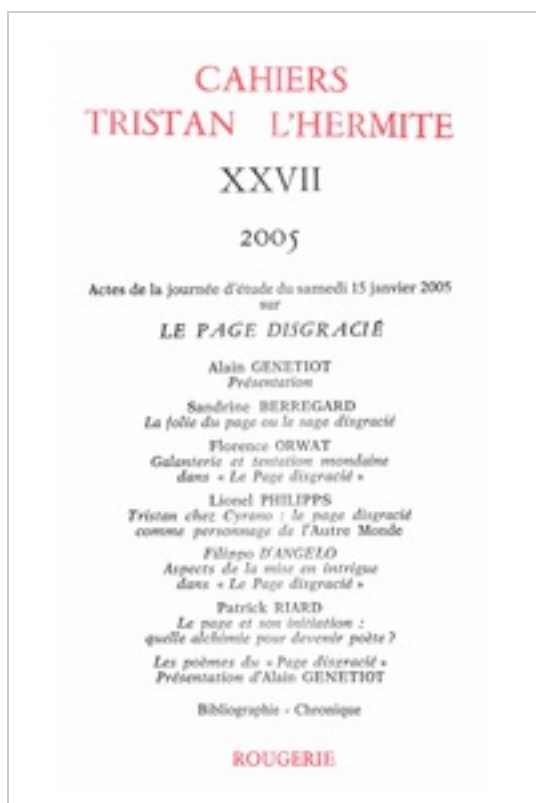 CAHIERS
TRISTAN L'HERMITE
XXVII
2005
Actes de la journée d'étude du samedi 15 janvier 2005
sur
LE PAGE DISGRACIÉ
Alain GENETIOT
Présentation
Sandrine BERREGARD
La folie du page ou le sage disgracié
Florence ORWAT
Galanterie et tentation mondaine
dans « Le Page disgracié »
Lionel PHILIPPS
Tristan chez Cyrano : le page disgracié
comme personnage de l'Autre Monde
Filippo D'ANGELO
Aspects de la mise en intrigue
dans « Le Page disgracié »
Patrick RIARD
Le page et son initiation :
quelle alchimie pour devenir poète ?
Les poèmes du « Page disgracié »
Présentation d'Alain GENETIOT
Bibliographie - Chronique
ROUGERIE